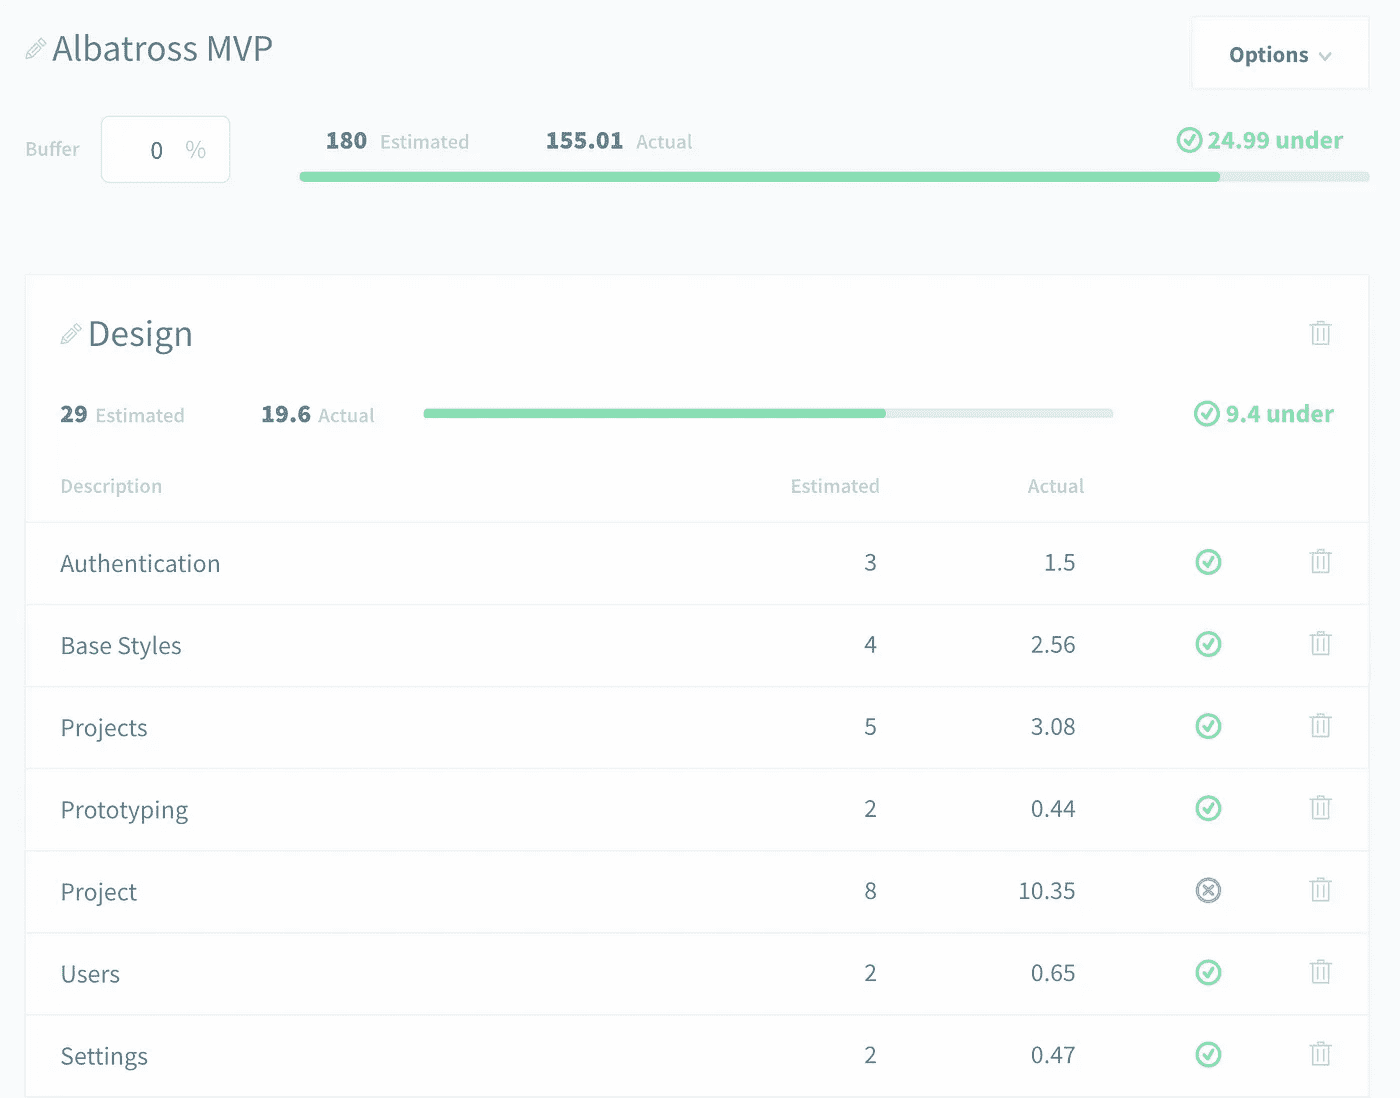 Albatross MVP
Options
Buffer 0 %
180 Estimated 155.01 Actual 24.99 under
Design
29 Estimated 19.6 Actual 9.4 under
Description Estimated Actual
Authentication 3 1.5
Base Styles 4 2.56
Projects 5 3.08
Prototyping 2 0.44
Project 8 10.35
Users 2 0.65
Settings 2 0.47